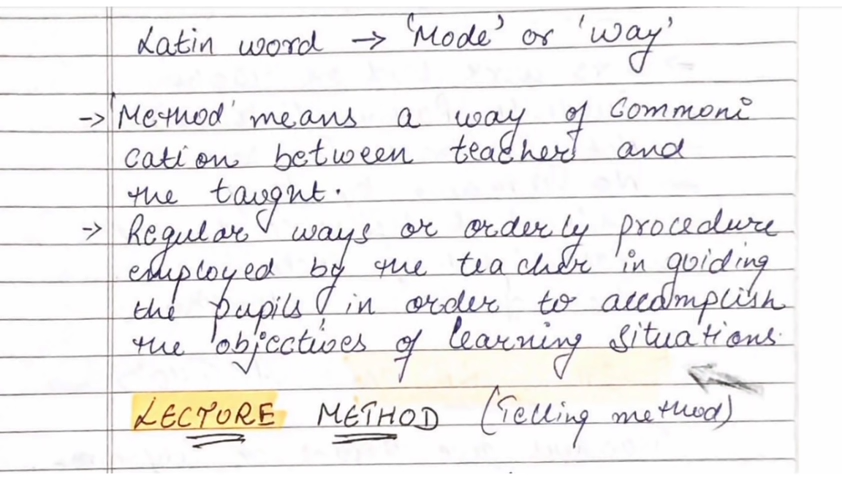 Latin word → 'Mode' or 'way'
→ 'Method' means a way of Commoni
cation between teacher and
the taught.
→ Regular ways or orderly procedure
employed by the teacher in guiding
the pupils in order to accomplish
the objectives of learning situations.
LECTURE METHOD (Telling method)